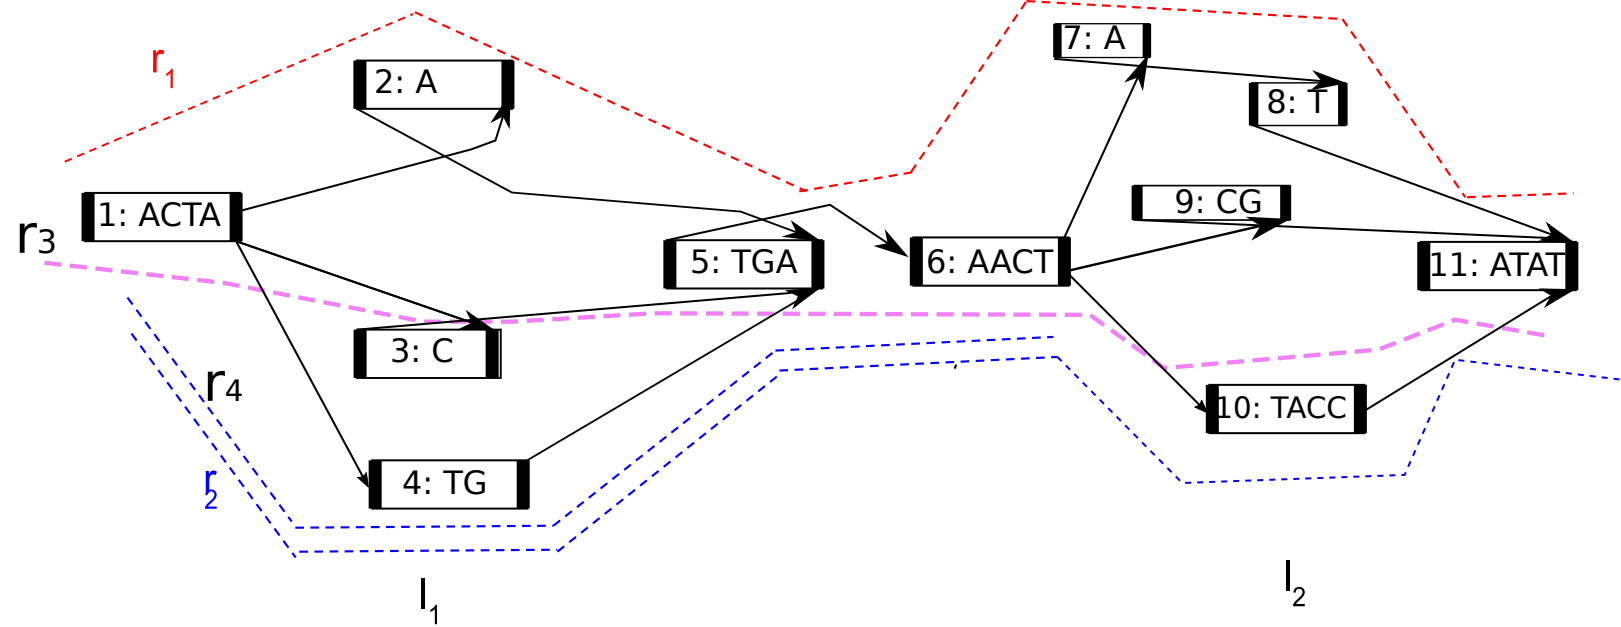 7: A
r1
2: A
8: T
1: ACTA
9: CG
r3
5: TGA
6: AACT
11: ATAT
3: C
r4
10: TACC
r2
4: TG
l1
l2